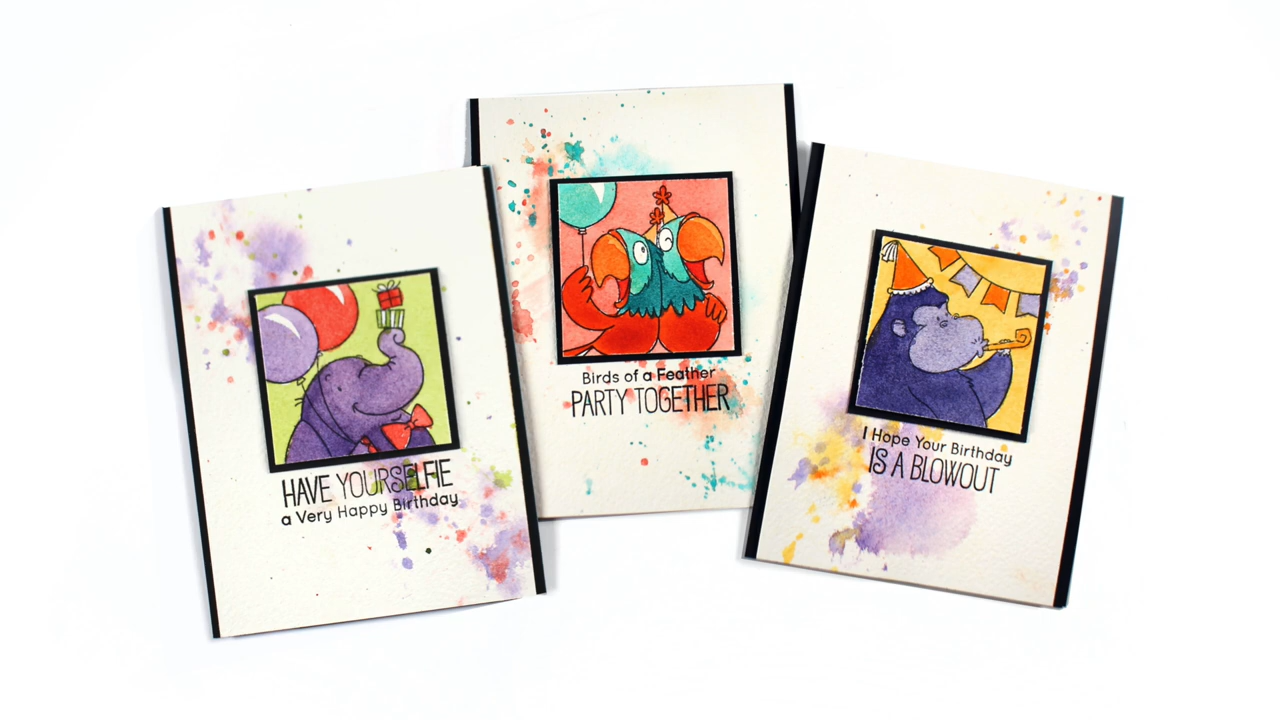 HAVE YOURSELFIE
a Very Happy Birthday
Birds of a Feather
PARTY TOGETHER
I Hope Your Birthday
IS A BLOWOUT